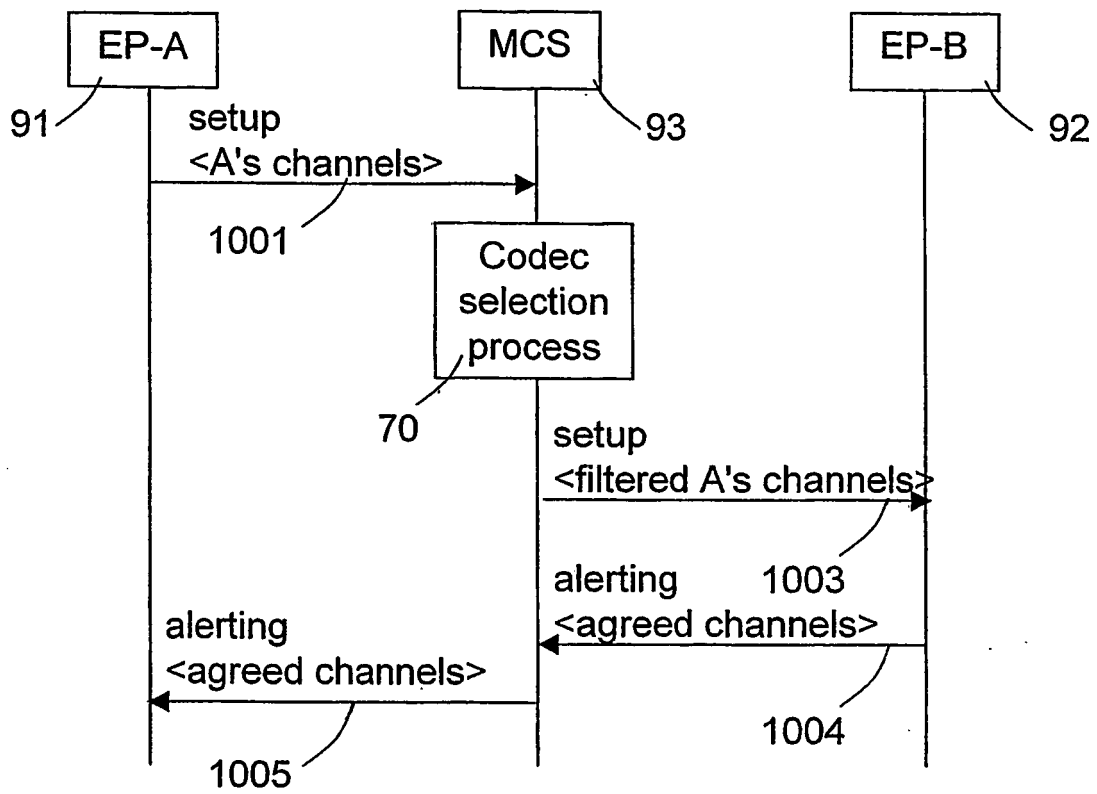 EP-A
MCS
EP-B
91
93
92
setup
<A's channels>
1001
Codec
selection
process
70
setup
<filtered A's channels>
1003
alerting
<agreed channels>
1004
alerting
<agreed channels>
1005